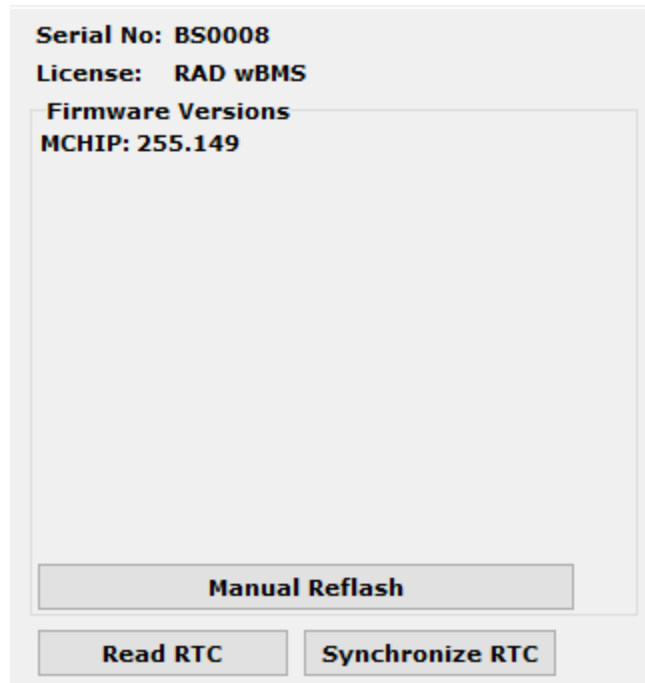 Serial No: BS0008
License: RAD wBMS
Firmware Versions
MCHIP: 255.149
Manual Reflash
Read RTC
Synchronize RTC